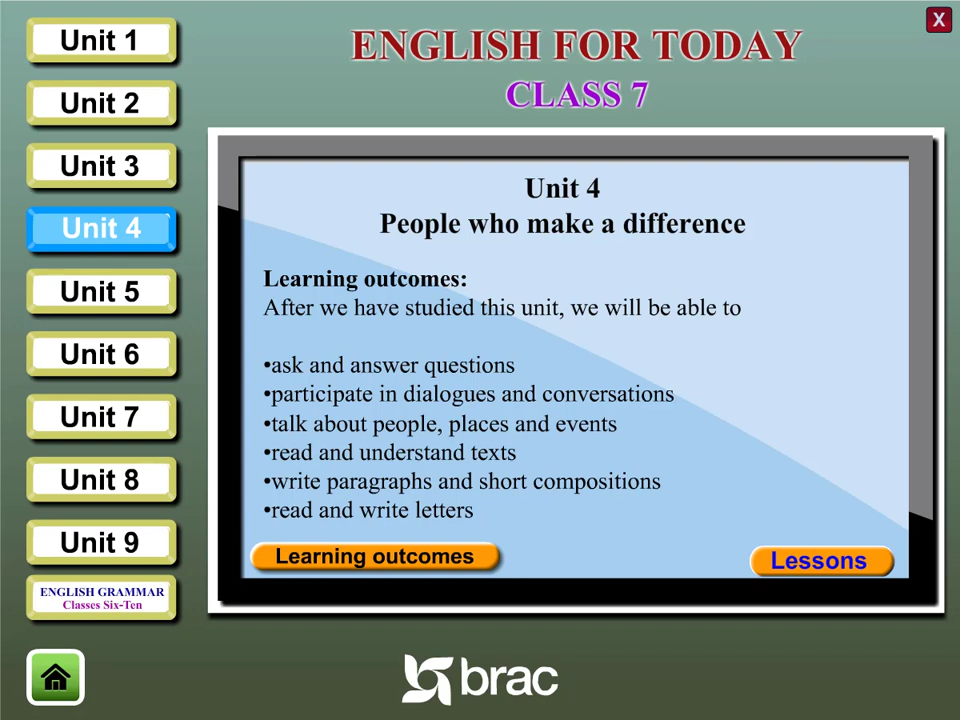 Unit 1
Unit 2
Unit 3
Unit 4
Unit 5
Unit 6
Unit 7
Unit 8
Unit 9
ENGLISH GRAMMAR
Classes Six-Ten
X
ENGLISH FOR TODAY
CLASS 7
Unit 4
People who make a difference
Learning outcomes:
After we have studied this unit, we will be able to
•ask and answer questions
•participate in dialogues and conversations
•talk about people, places and events
•read and understand texts
•write paragraphs and short compositions
•read and write letters
Learning outcomes
Lessons
brac